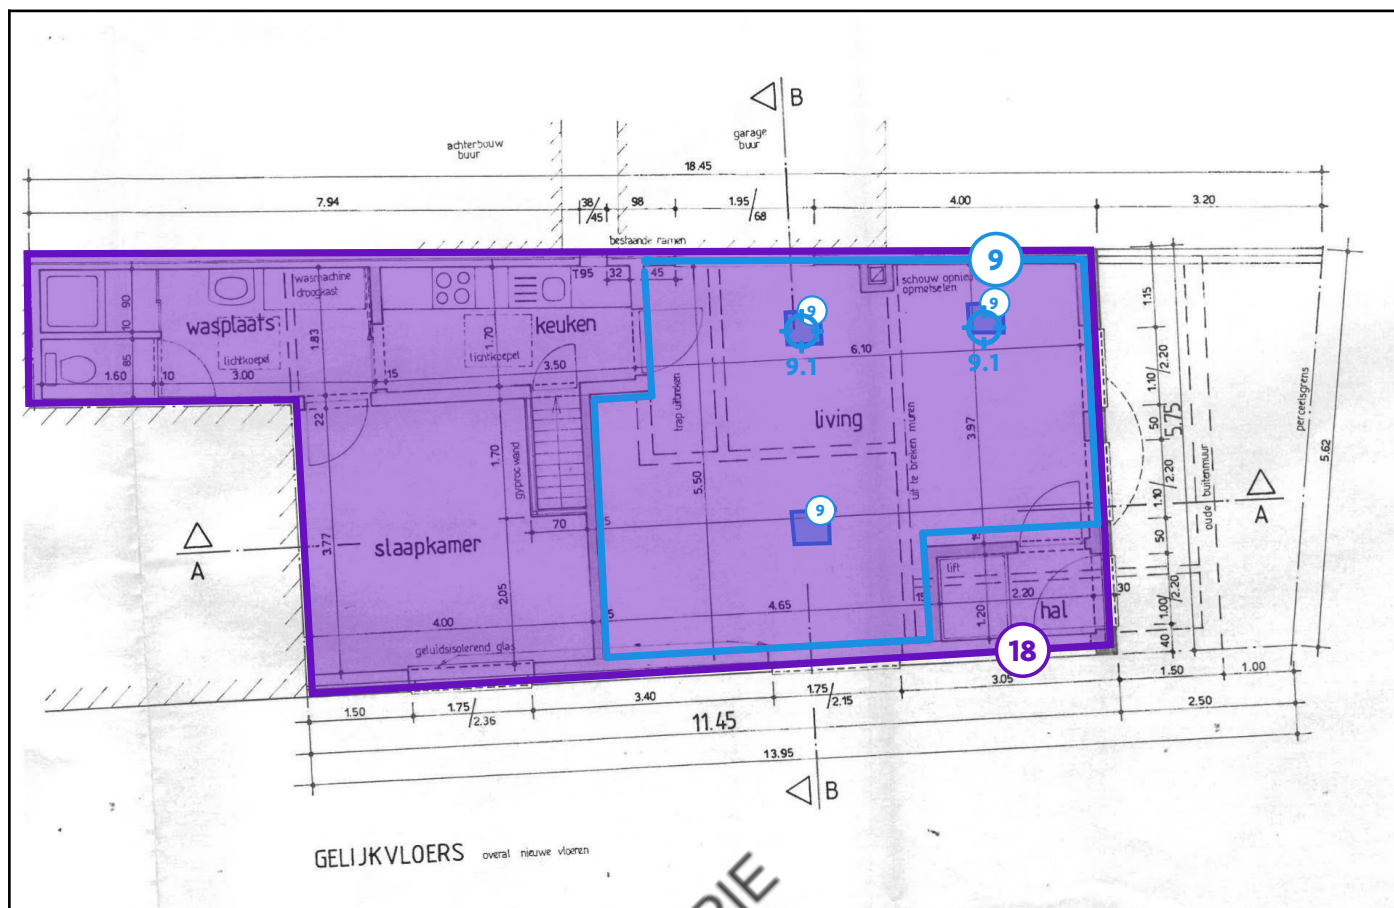 B
achterbouw
buur
garage
buur
18.45
7.94
38/45
98
1.95/68
4.00
3.20
bestaande ramen
9
wasmachine
droogkast
T95
32
45
schouw opnieu
opmetselen
9
9
90
10
85
wasplaats
1.83
lichtkoepel
1.70
keuken
lichtkoepel
3.50
9.1
6.10
9.1
1.15
2.20
1.10/
1.60
10
3.00
15
22
trap uitbreken
living
uit te breken muren
3.97
50
5.75
perceelsgrens
5.62
gyproc wand
1.70
5.50
9
2.20
1.10/
oude buitenmuur
A
A
70
5
3.77
slaapkamer
2.05
15
50
lift
2.20
30
hal
1.20
2.20
1.00/
40
4.00
5
4.65
15
geluidsisolerend glas
18
1.50
1.75/2.36
3.40
1.75/2.15
3.05
1.50
1.00
11.45
2.50
13.95
B
GELIJKVLOERS overal nieuwe vloeren
PIE